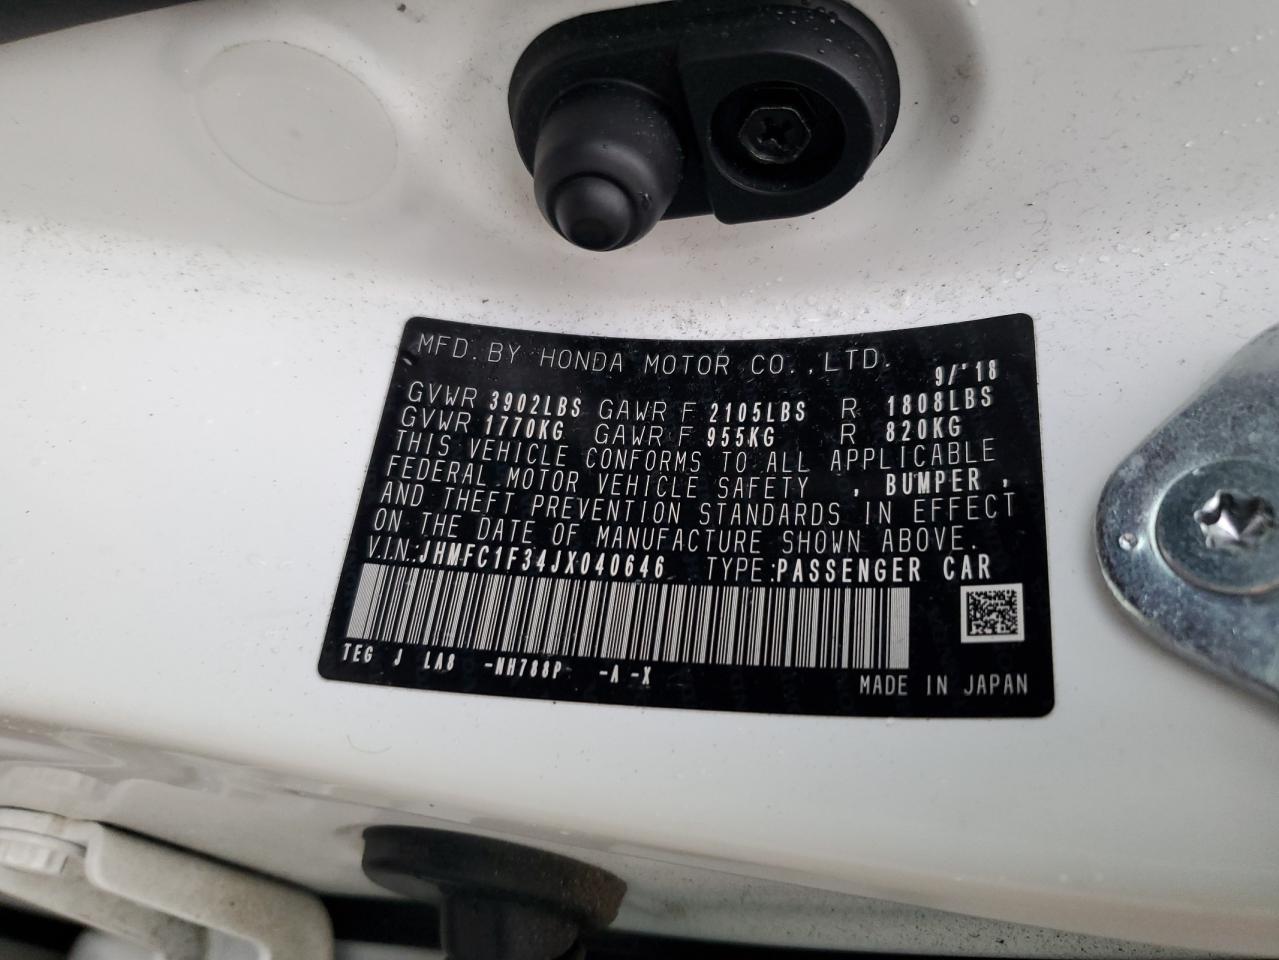 MFD. BY HONDA MOTOR CO.,LTD. 9/'18
GVWR 3902LBS GAWR F 2105LBS R 1808LBS
GVWR 1770KG GAWR F 955KG R 820KG
THIS VEHICLE CONFORMS TO ALL APPLICABLE
FEDERAL MOTOR VEHICLE SAFETY , BUMPER ,
AND THEFT PREVENTION STANDARDS IN EFFECT
ON THE DATE OF MANUFACTURE SHOWN ABOVE.
V.I.N.:JHMFC1F34JX040646 TYPE:PASSENGER CAR
TEG J LA8 -NH788P -A -X
MADE IN JAPAN